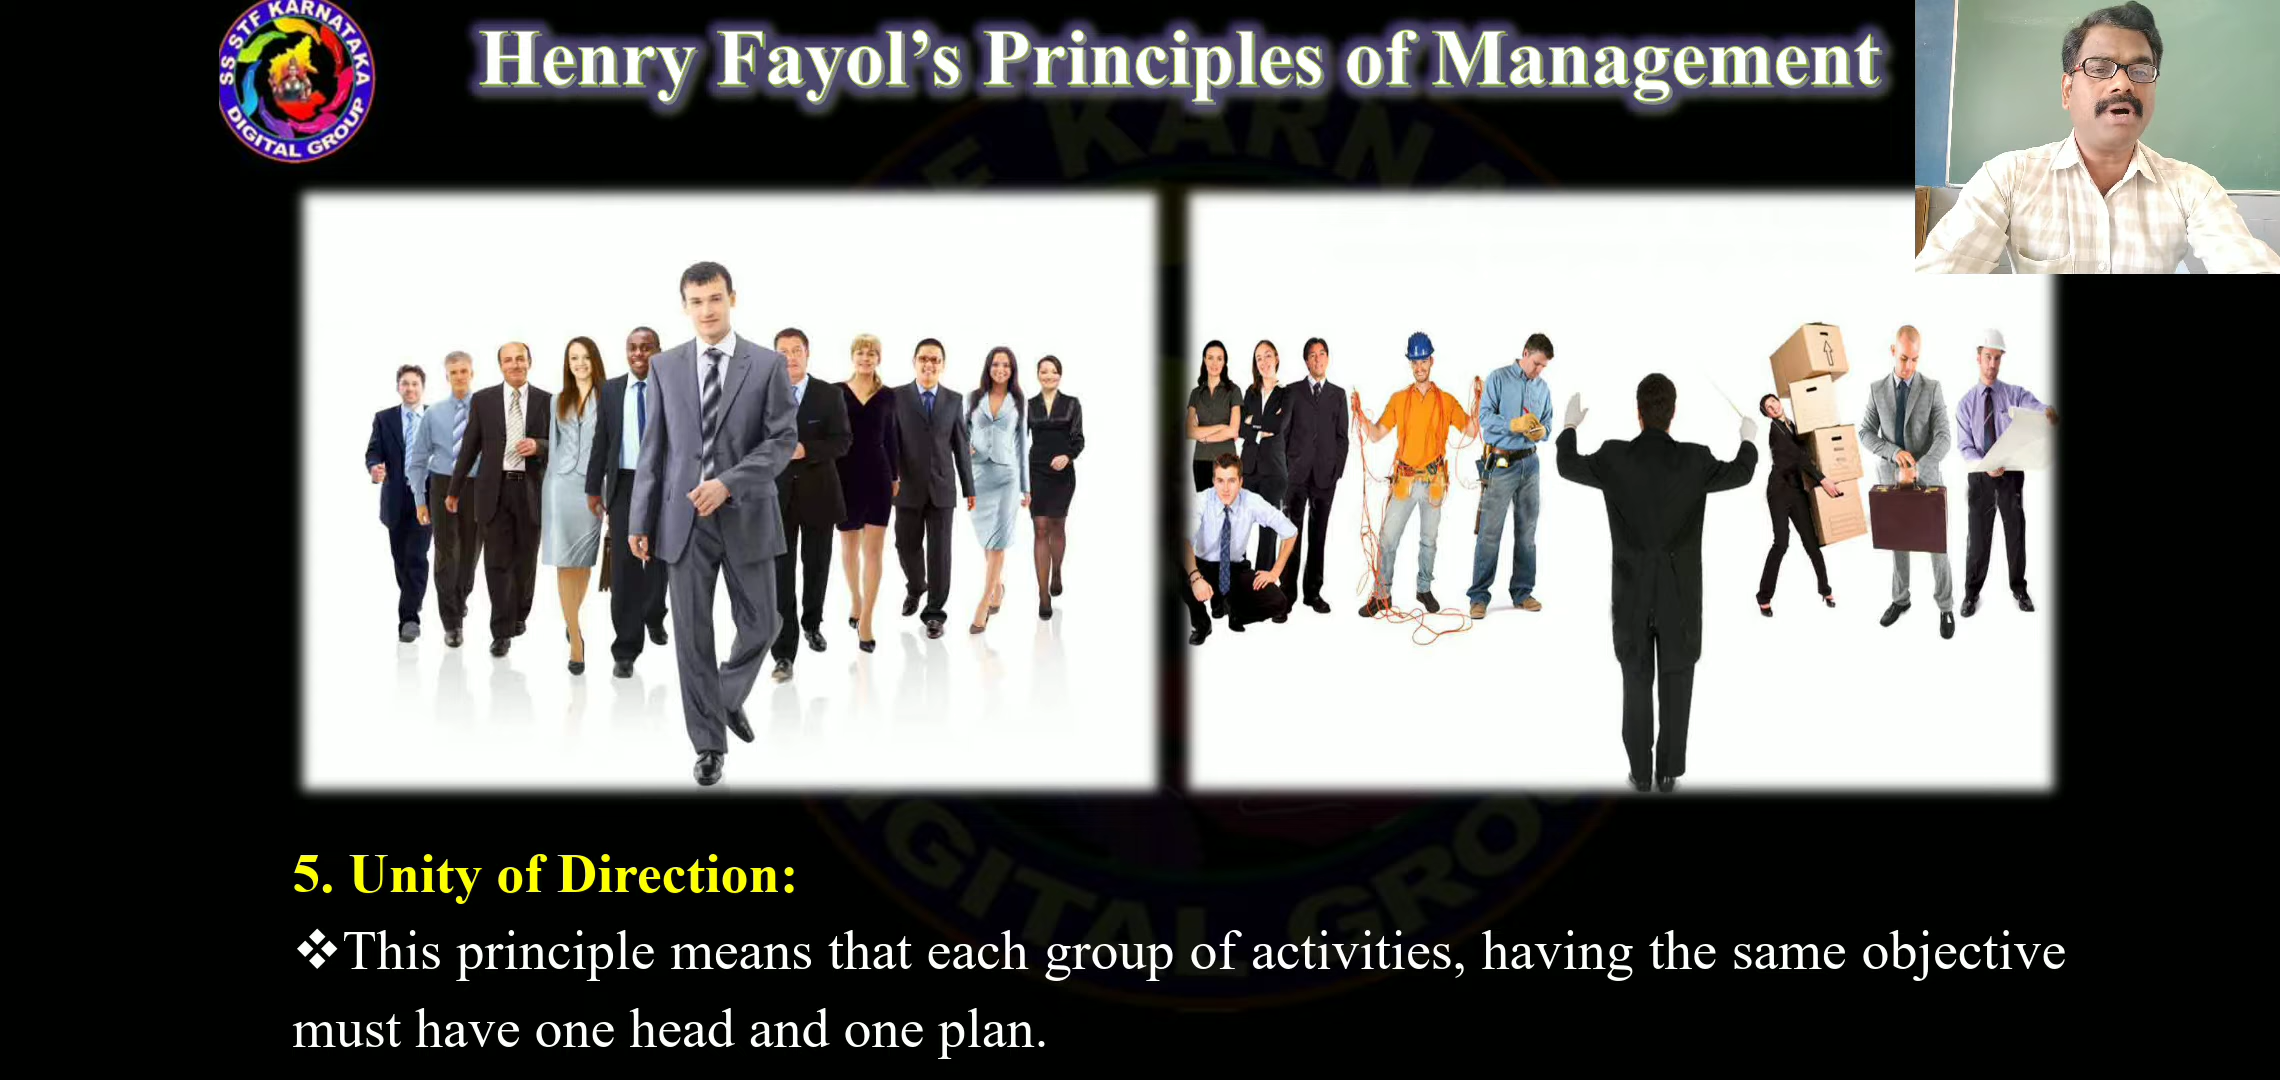 SS STF KARNATAKA
DIGITAL GROUP
Henry Fayol’s Principles of Management
5. Unity of Direction:
❖This principle means that each group of activities, having the same objective
must have one head and one plan.